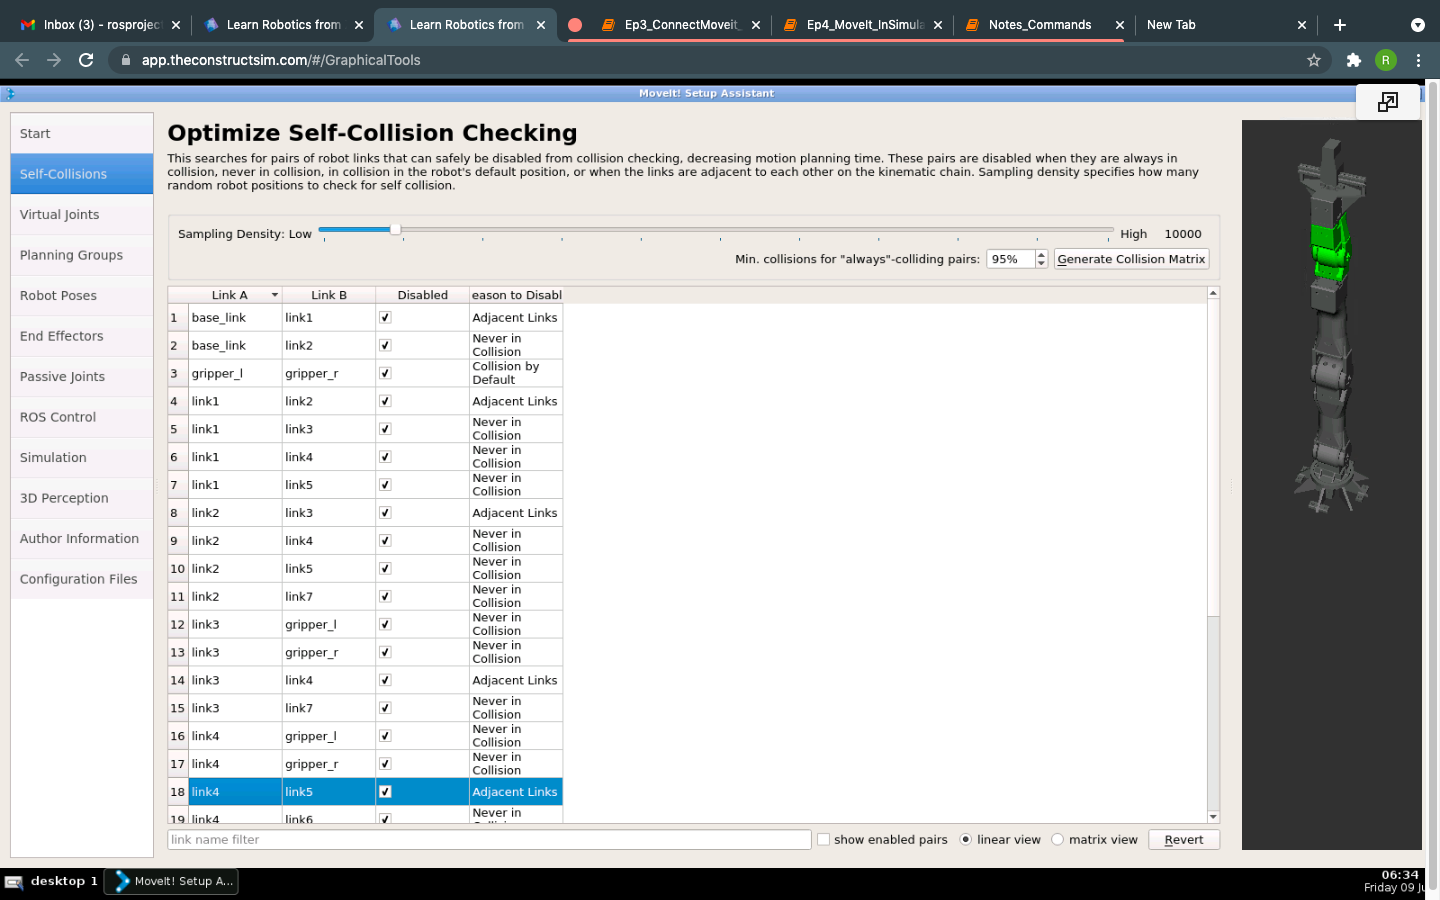 Inbox (3) - rosprojec
Learn Robotics from
Learn Robotics from
Ep3_ConnectMoveit_
Ep4_MoveIt_InSimula
Notes_Commands
New Tab
app.theconstructsim.com/#/GraphicalTools
R
MoveIt! Setup Assistant
Start
Self-Collisions
Virtual Joints
Planning Groups
Robot Poses
End Effectors
Passive Joints
ROS Control
Simulation
3D Perception
Author Information
Configuration Files
Optimize Self-Collision Checking
This searches for pairs of robot links that can safely be disabled from collision checking, decreasing motion planning time. These pairs are disabled when they are always in
collision, never in collision, in collision in the robot's default position, or when the links are adjacent to each other on the kinematic chain. Sampling density specifies how many
random robot positions to check for self collision.
Sampling Density: Low High 10000
Min. collisions for "always"-colliding pairs: 95% Generate Collision Matrix
Link A Link B Disabled eason to Disabl
1 base_link link1 Adjacent Links
2 base_link link2 Never in
Collision
3 gripper_l gripper_r Collision by
Default
4 link1 link2 Adjacent Links
5 link1 link3 Never in
Collision
6 link1 link4 Never in
Collision
7 link1 link5 Never in
Collision
8 link2 link3 Adjacent Links
9 link2 link4 Never in
Collision
10 link2 link5 Never in
Collision
11 link2 link7 Never in
Collision
12 link3 gripper_l Never in
Collision
13 link3 gripper_r Never in
Collision
14 link3 link4 Adjacent Links
15 link3 link7 Never in
Collision
16 link4 gripper_l Never in
Collision
17 link4 gripper_r Never in
Collision
18 link4 link5 Adjacent Links
19 link4 link6 Never in
link name filter
show enabled pairs linear view matrix view Revert
desktop 1 MoveIt! Setup A...
06:34
Friday 09 Ju